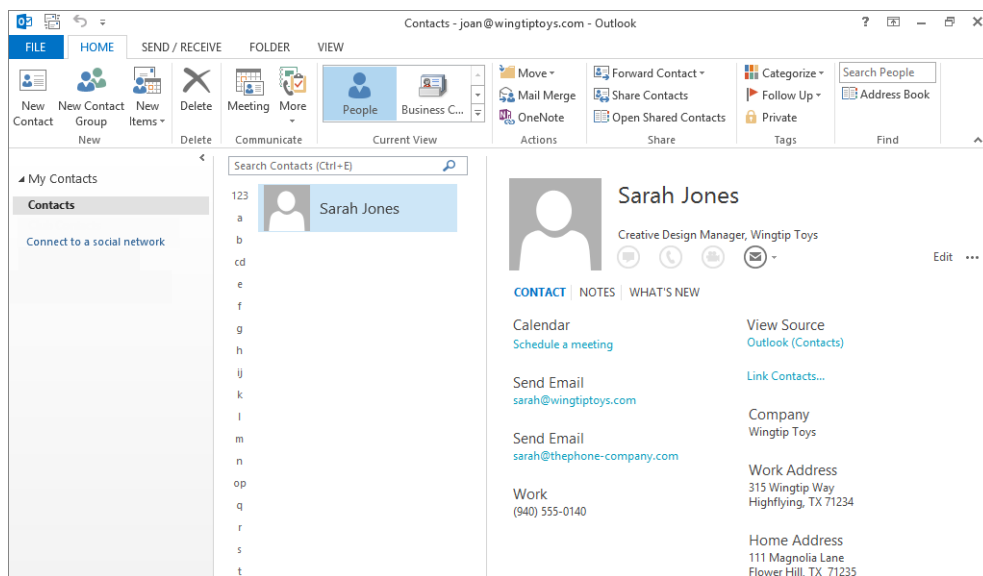 Contacts - joan@wingtiptoys.com - Outlook
FILE HOME SEND / RECEIVE FOLDER VIEW
New Contact
New Contact Group
New Items
New
Delete
Delete
Meeting
More
Communicate
People
Business C...
Current View
Move
Mail Merge
OneNote
Actions
Forward Contact
Share Contacts
Open Shared Contacts
Share
Categorize
Follow Up
Private
Tags
Search People
Address Book
Find
My Contacts
Contacts
Connect to a social network
Search Contacts (Ctrl+E)
123
a
b
cd
e
f
g
h
ij
k
l
m
n
op
q
r
s
t
Sarah Jones
Sarah Jones
Creative Design Manager, Wingtip Toys
Edit
CONTACT NOTES WHAT'S NEW
Calendar
Schedule a meeting
Send Email
sarah@wingtiptoys.com
Send Email
sarah@thephone-company.com
Work
(940) 555-0140
View Source
Outlook (Contacts)
Link Contacts...
Company
Wingtip Toys
Work Address
315 Wingtip Way
Highflying, TX 71234
Home Address
111 Magnolia Lane
Flower Hill, TX 71235